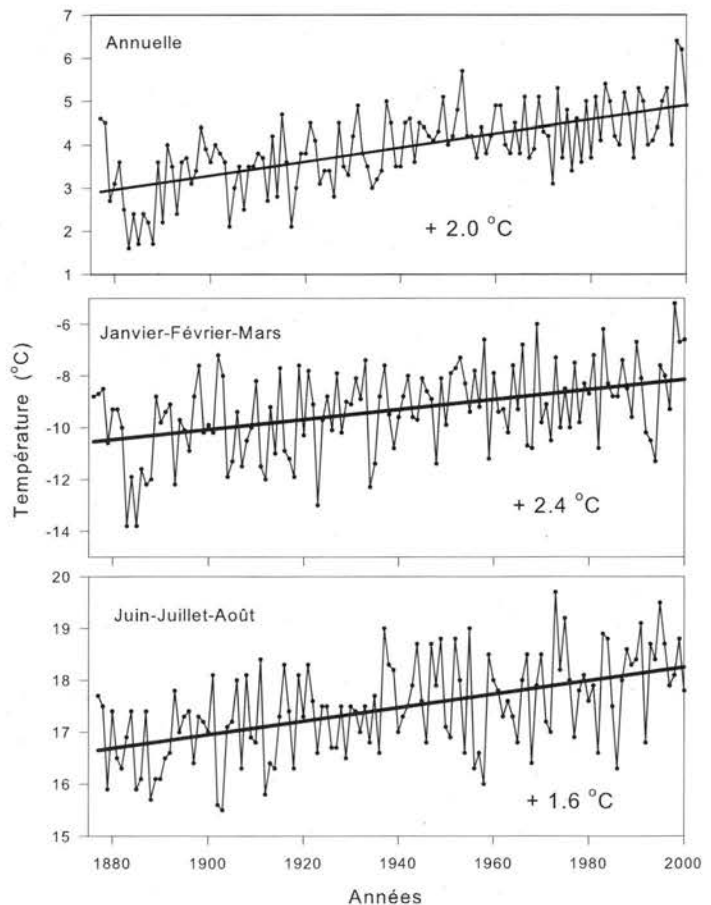 7
Annuelle
6
5
4
3
2
+ 2.0 °C
1
Température (°C)
Janvier-Février-Mars
-6
-8
-10
-12
+ 2.4 °C
-14
20
Juin-Juillet-Août
19
18
17
16
+ 1.6 °C
15
1880 1900 1920 1940 1960 1980 2000
Années